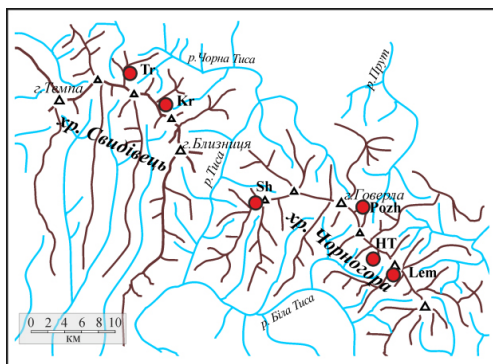 р. Чорна Тиса
Tr
г.Темпа
Kr
р. Прут
хр. Свидівець
г.Близниця
р. Тиса
Sh
г.Говерла
Pozh
хр. Чорногора
HT
Lem
р. Біла Тиса
0 2 4 6 8 10
км